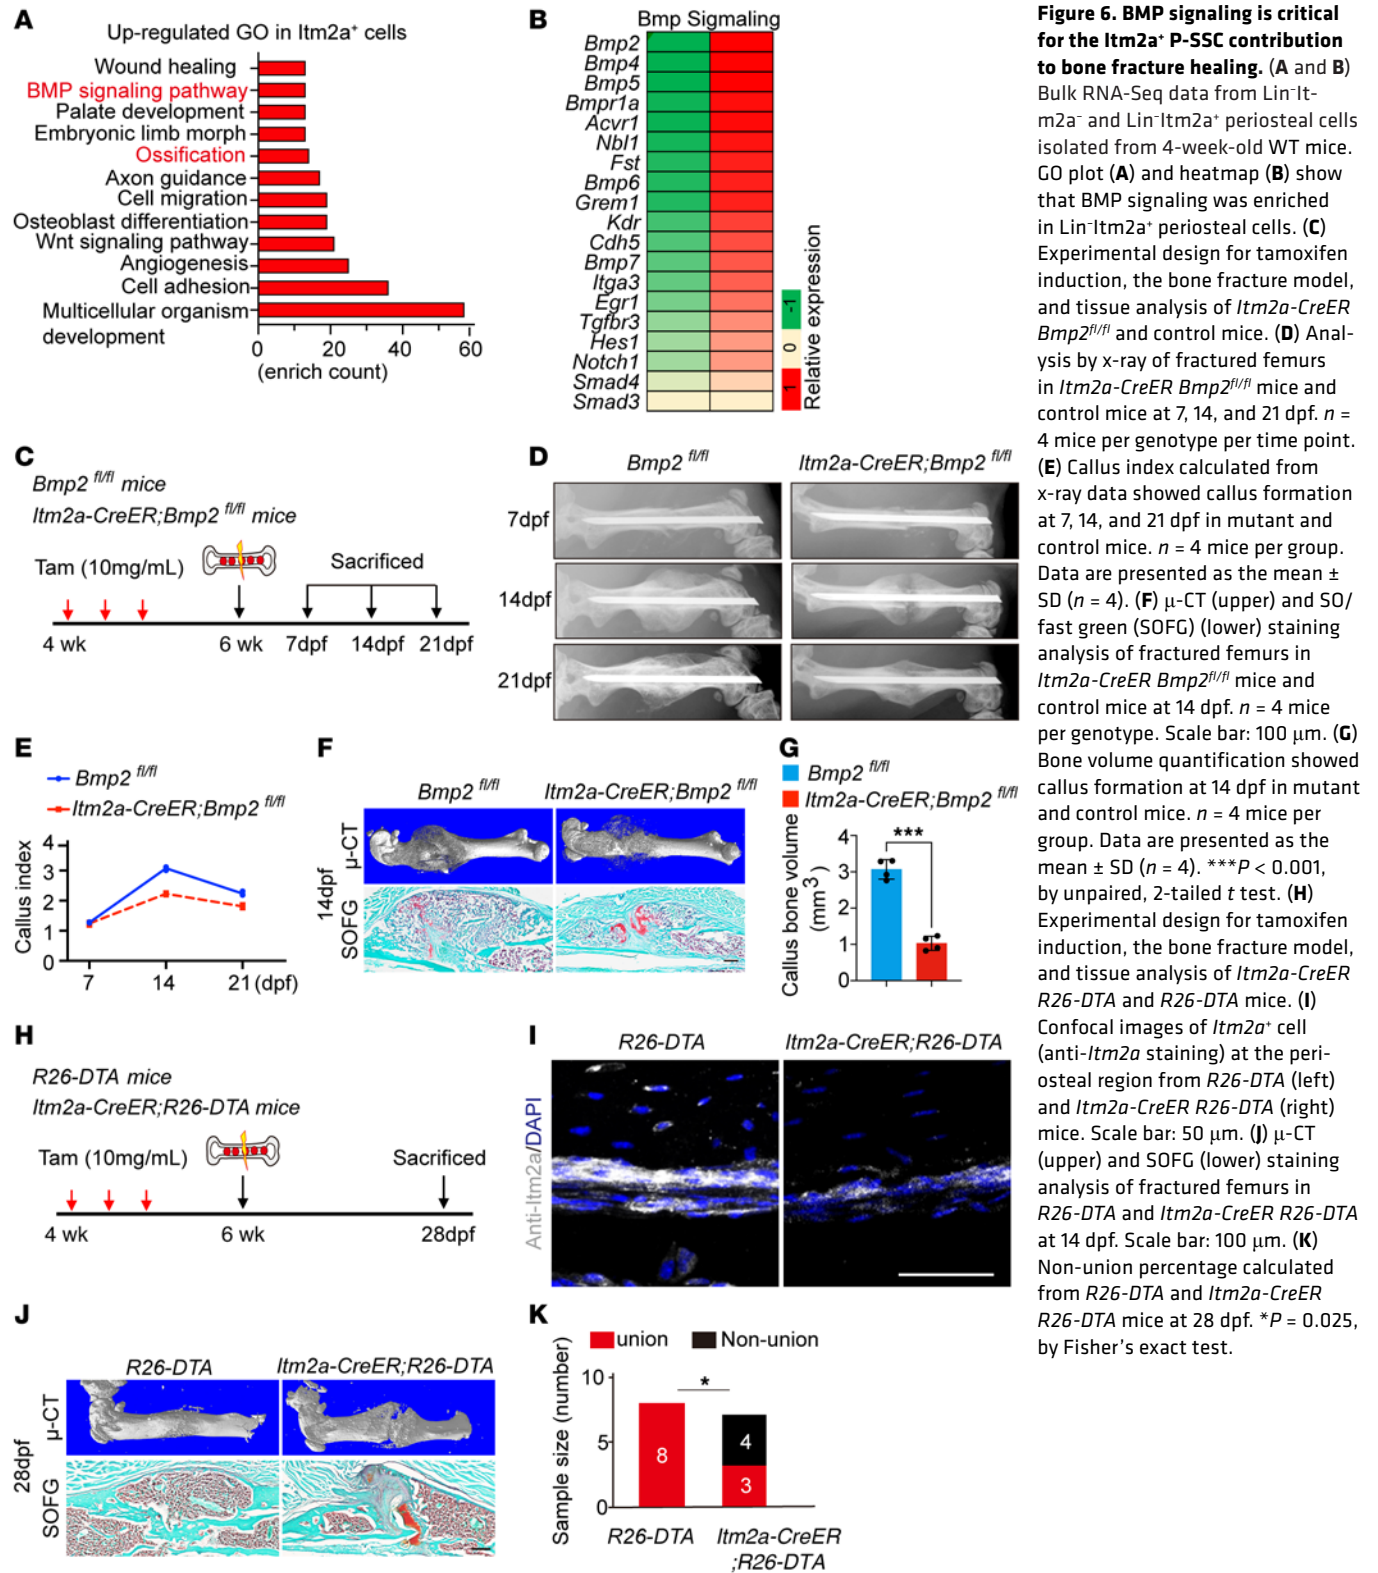 A
Up-regulated GO in Itm2a⁺ cells
Wound healing
BMP signaling pathway
Palate development
Embryonic limb morph
Ossification
Axon guidance
Cell migration
Osteoblast differentiation
Wnt signaling pathway
Angiogenesis
Cell adhesion
Multicellular organism
development
0 20 40 60
(enrich count)
B
Bmp Sigmaling
Bmp2
Bmp4
Bmp5
Bmpr1a
Acvr1
Nbl1
Fst
Bmp6
Grem1
Kdr
Cdh5
Bmp7
Itga3
Egr1
Tgfbr3
Hes1
Notch1
Smad4
Smad3
-1
0
1
Relative expression
C
Bmp2 fl/fl mice
Itm2a-CreER;Bmp2 fl/fl mice
Tam (10mg/mL)
Sacrificed
4 wk 6 wk 7dpf 14dpf 21dpf
D
Bmp2 fl/fl
Itm2a-CreER;Bmp2 fl/fl
7dpf
14dpf
21dpf
E
Bmp2 fl/fl
Itm2a-CreER;Bmp2 fl/fl
Callus index
4
3
2
1
0
7 14 21 (dpf)
F
Bmp2 fl/fl
Itm2a-CreER;Bmp2 fl/fl
14dpf
µ-CT
SOFG
G
Bmp2 fl/fl
Itm2a-CreER;Bmp2 fl/fl
Callus bone volume
(mm³)
4
3
2
1
0
***
H
R26-DTA mice
Itm2a-CreER;R26-DTA mice
Tam (10mg/mL)
Sacrificed
4 wk 6 wk 28dpf
I
R26-DTA
Itm2a-CreER;R26-DTA
Anti-Itm2a/DAPI
J
R26-DTA
Itm2a-CreER;R26-DTA
28dpf
µ-CT
SOFG
K
union
Non-union
Sample size (number)
10
5
0
*
8
4
3
R26-DTA
Itm2a-CreER
;R26-DTA
Figure 6. BMP signaling is critical
for the Itm2a⁺ P-SSC contribution
to bone fracture healing. (A and B)
Bulk RNA-Seq data from Lin⁻It-
m2a⁻ and Lin⁻Itm2a⁺ periosteal cells
isolated from 4-week-old WT mice.
GO plot (A) and heatmap (B) show
that BMP signaling was enriched
in Lin⁻Itm2a⁺ periosteal cells. (C)
Experimental design for tamoxifen
induction, the bone fracture model,
and tissue analysis of Itm2a-CreER
Bmp2fl/fl and control mice. (D) Anal-
ysis by x-ray of fractured femurs
in Itm2a-CreER Bmp2fl/fl mice and
control mice at 7, 14, and 21 dpf. n =
4 mice per genotype per time point.
(E) Callus index calculated from
x-ray data showed callus formation
at 7, 14, and 21 dpf in mutant and
control mice. n = 4 mice per group.
Data are presented as the mean ±
SD (n = 4). (F) µ-CT (upper) and SO/
fast green (SOFG) (lower) staining
analysis of fractured femurs in
Itm2a-CreER Bmp2fl/fl mice and
control mice at 14 dpf. n = 4 mice
per genotype. Scale bar: 100 µm. (G)
Bone volume quantification showed
callus formation at 14 dpf in mutant
and control mice. n = 4 mice per
group. Data are presented as the
mean ± SD (n = 4). ***P < 0.001,
by unpaired, 2-tailed t test. (H)
Experimental design for tamoxifen
induction, the bone fracture model,
and tissue analysis of Itm2a-CreER
R26-DTA and R26-DTA mice. (I)
Confocal images of Itm2a⁺ cell
(anti-Itm2a staining) at the peri-
osteal region from R26-DTA (left)
and Itm2a-CreER R26-DTA (right)
mice. Scale bar: 50 µm. (J) µ-CT
(upper) and SOFG (lower) staining
analysis of fractured femurs in
R26-DTA and Itm2a-CreER R26-DTA
at 14 dpf. Scale bar: 100 µm. (K)
Non-union percentage calculated
from R26-DTA and Itm2a-CreER
R26-DTA mice at 28 dpf. *P = 0.025,
by Fisher's exact test.